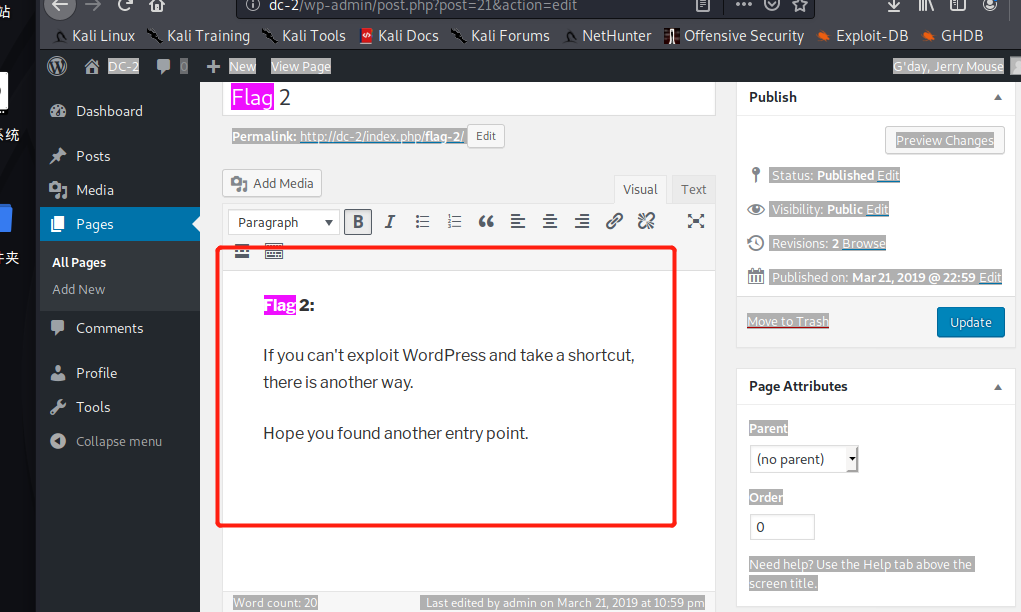 站
dc-2/wp-admin/post.php?post=21&action=edit
Kali Linux Kali Training Kali Tools Kali Docs Kali Forums NetHunter Offensive Security Exploit-DB GHDB
DC-2 0 New View Page G'day, Jerry Mouse
系统
件夹
Dashboard
Posts
Media
Pages
All Pages
Add New
Comments
Profile
Tools
Collapse menu
Flag 2
Permalink: http://dc-2/index.php/flag-2/ Edit
Add Media
Visual Text
Paragraph B I
Flag 2:
If you can't exploit WordPress and take a shortcut,
there is another way.
Hope you found another entry point.
Word count: 20 Last edited by admin on March 21, 2019 at 10:59 pm
Publish
Preview Changes
Status: Published Edit
Visibility: Public Edit
Revisions: 2 Browse
Published on: Mar 21, 2019 @ 22:59 Edit
Move to Trash Update
Page Attributes
Parent
(no parent)
Order
0
Need help? Use the Help tab above the
screen title.